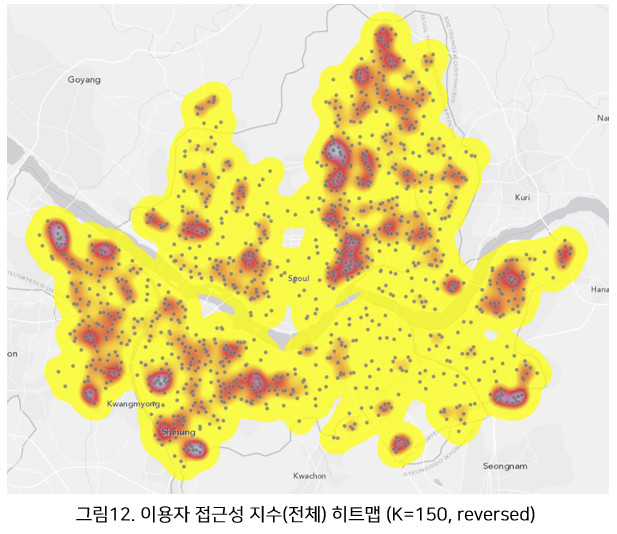 Goyang
Na
Kuri
Seoul
Hana
on
Kwangmyong
Sihung
Kwachon
Seongnam
그림12. 이용자 접근성 지수(전체) 히트맵 (K=150, reversed)